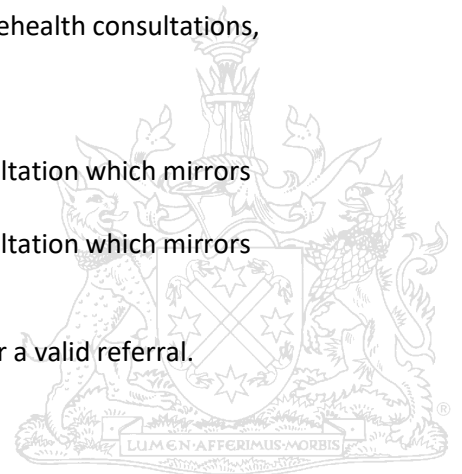 ehealth consultations,
ltation which mirrors
ltation which mirrors
r a valid referral.
®
LUMEN·AFFERIMUS·MORBIS